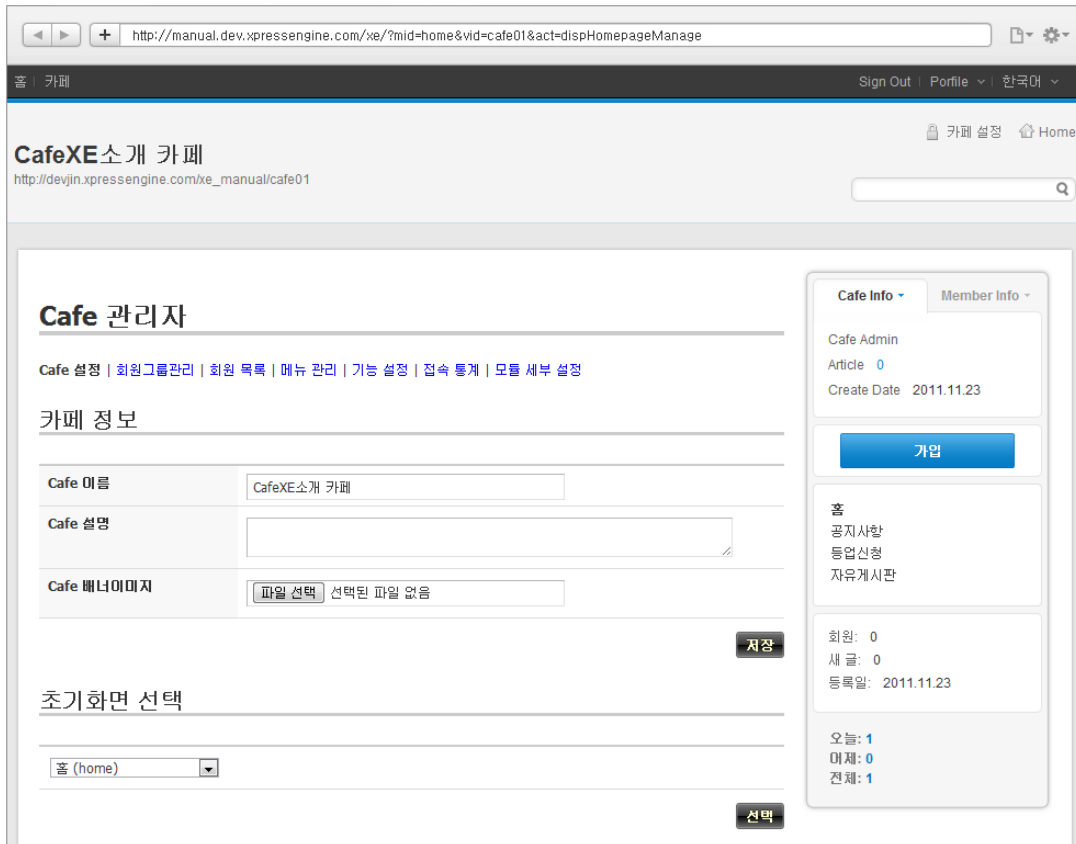 http://manual.dev.xpressengine.com/xe/?mid=home&vid=cafe01&act=dispHomepageManage
홈 | 카페
Sign Out | Porfile | 한국어
카페 설정 Home
CafeXE소개 카페
http://devjin.xpressengine.com/xe_manual/cafe01
Cafe 관리자
Cafe 설정 | 회원그룹관리 | 회원 목록 | 메뉴 관리 | 기능 설정 | 접속 통계 | 모듈 세부 설정
카페 정보
Cafe 이름
CafeXE소개 카페
Cafe 설명
Cafe 배너이미지
파일 선택 선택된 파일 없음
저장
초기화면 선택
홈 (home)
선택
Cafe Info Member Info
Cafe Admin
Article 0
Create Date 2011.11.23
가입
홈
공지사항
등업신청
자유게시판
회원: 0
새 글: 0
등록일: 2011.11.23
오늘: 1
어제: 0
전체: 1